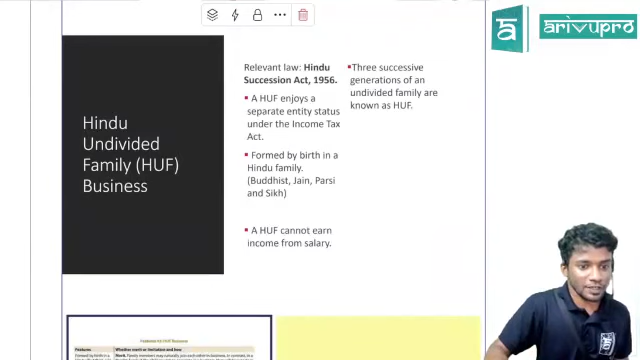 arivupro
Hindu
Undivided
Family (HUF)
Business
Relevant law: Hindu
Succession Act, 1956.
▪ A HUF enjoys a
separate entity status
under the Income Tax
Act.
▪ Formed by birth in a
Hindu family.
(Buddhist, Jain, Parsi
and Sikh)
▪ A HUF cannot earn
income from salary.
▪Three successive
generations of an
undivided family are
known as HUF.
Features